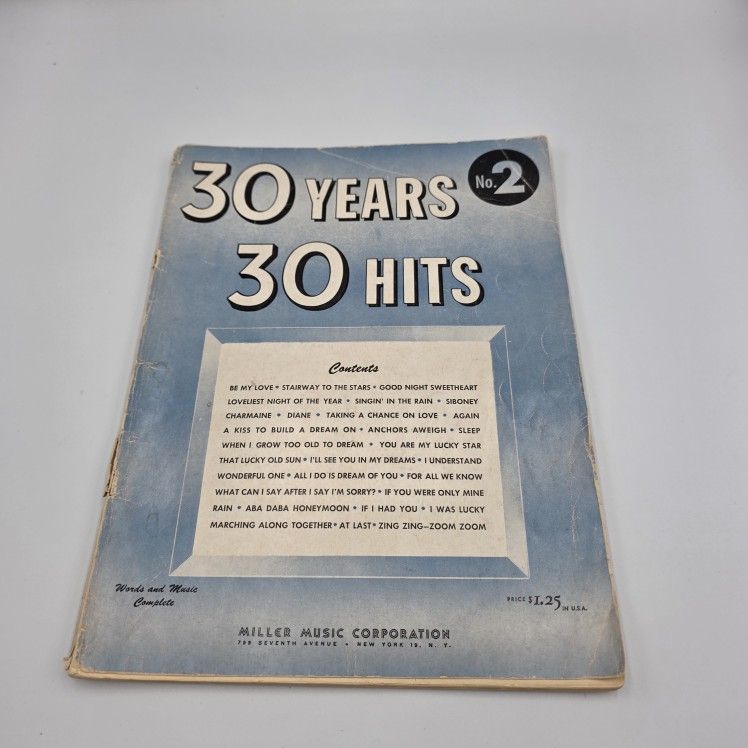 30 YEARS
No. 2
30 HITS
Contents
BE MY LOVE • STAIRWAY TO THE STARS • GOOD NIGHT SWEETHEART
LOVELIEST NIGHT OF THE YEAR • SINGIN' IN THE RAIN • SIBONEY
CHARMAINE • DIANE • TAKING A CHANCE ON LOVE • AGAIN
A KISS TO BUILD A DREAM ON • ANCHORS AWEIGH • SLEEP
WHEN I GROW TOO OLD TO DREAM • YOU ARE MY LUCKY STAR
THAT LUCKY OLD SUN • I'LL SEE YOU IN MY DREAMS • I UNDERSTAND
WONDERFUL ONE • ALL I DO IS DREAM OF YOU • FOR ALL WE KNOW
WHAT CAN I SAY AFTER I SAY I'M SORRY? • IF YOU WERE ONLY MINE
RAIN • ABA DABA HONEYMOON • IF I HAD YOU • I WAS LUCKY
MARCHING ALONG TOGETHER • AT LAST • ZING ZING—ZOOM ZOOM
Words and Music
Complete
PRICE $1.25 IN U.S.A.
MILLER MUSIC CORPORATION
799 SEVENTH AVENUE • NEW YORK 19, N. Y.